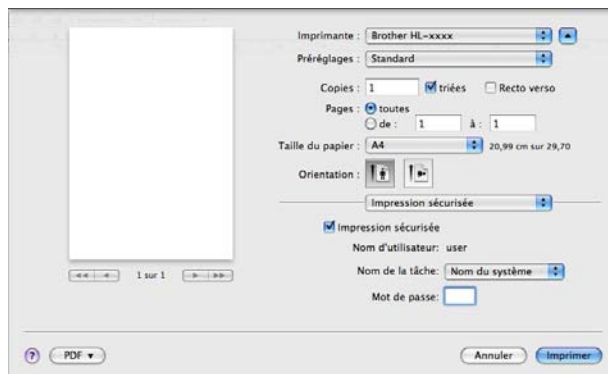 Imprimante : Brother HL-xxxx
Préréglages : Standard
Copies : 1 triées Recto verso
Pages : toutes
de : 1 à : 1
Taille du papier : A4 20,99 cm sur 29,70
Orientation :
Impression sécurisée
Impression sécurisée
Nom d'utilisateur: user
Nom de la tâche: Nom du système
Mot de passe:
1 sur 1
? PDF ▼ Annuler Imprimer